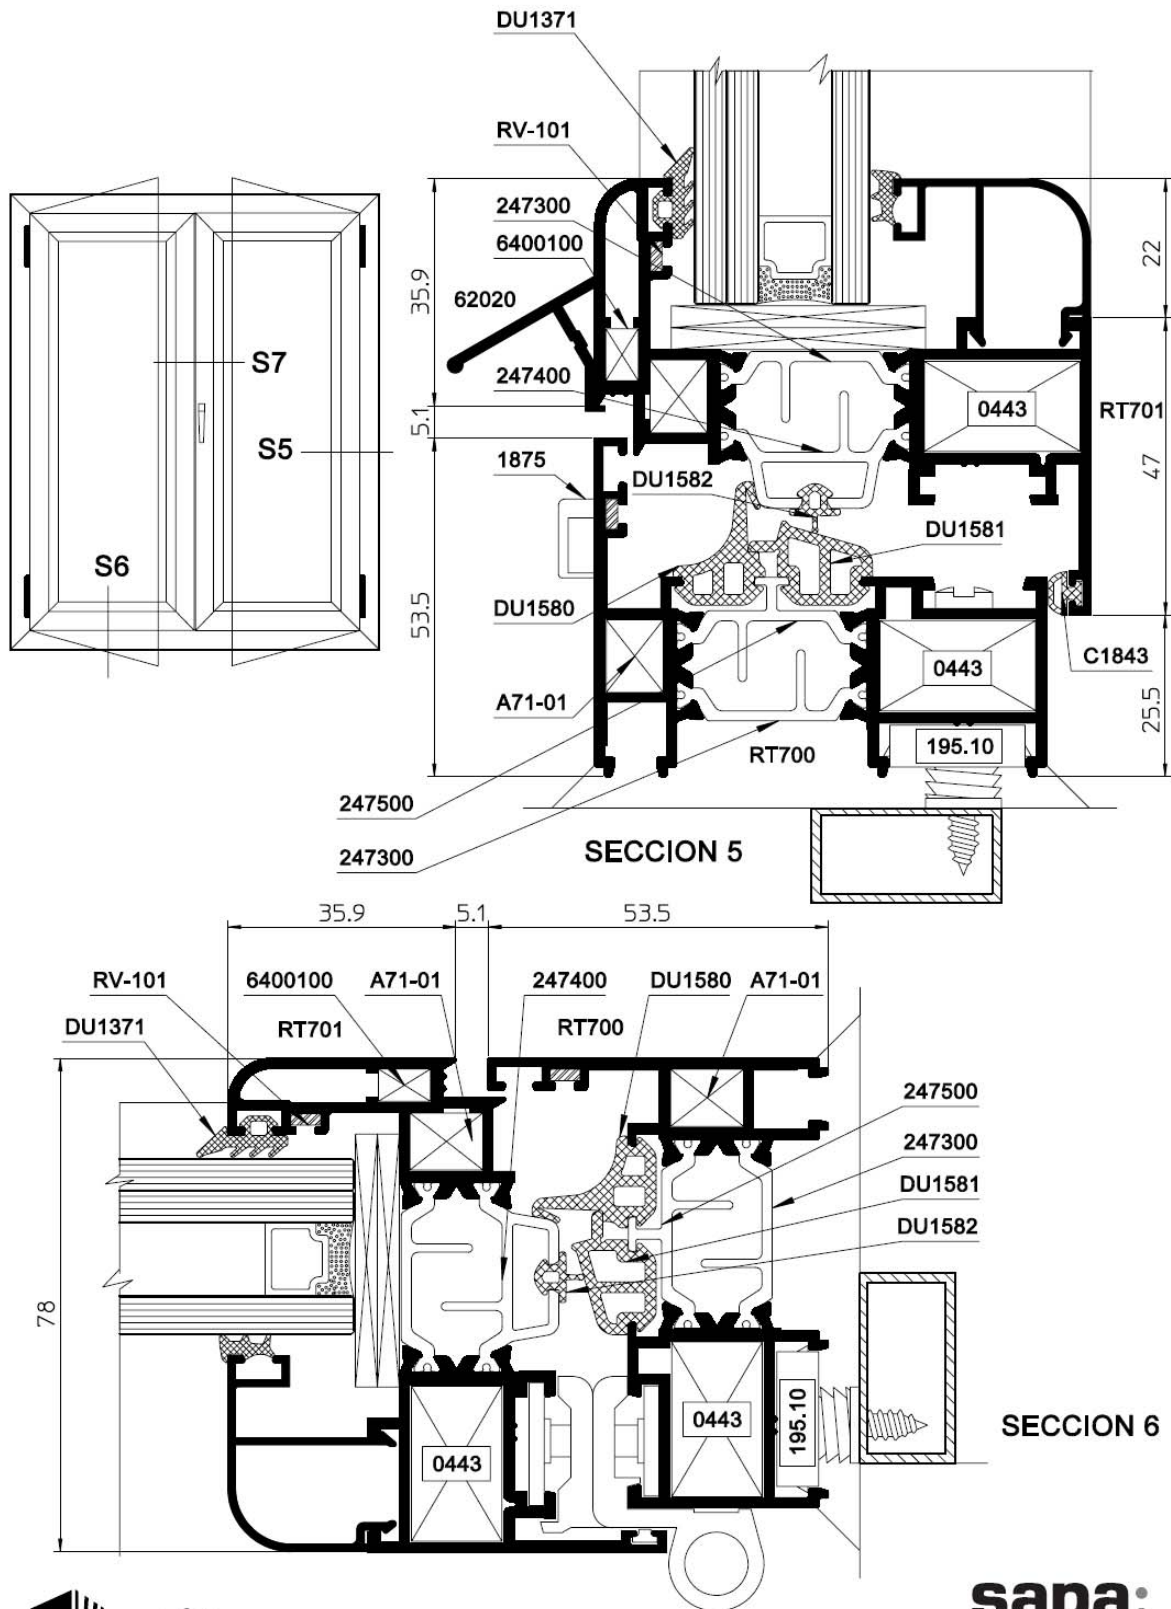 DU1371
RV-101
247300
6400100
62020
247400
1875
DU1582
DU1581
DU1580
A71-01
247500
247300
0443
RT701
0443
C1843
195.10
RT700
35.9
5.1
53.5
22
47
25.5
S7
S5
S6
SECCION 5
35.9
5.1
53.5
RV-101
6400100
A71-01
247400
DU1580
A71-01
DU1371
RT701
RT700
247500
247300
DU1581
DU1582
78
0443
0443
195.10
SECCION 6
sapa: